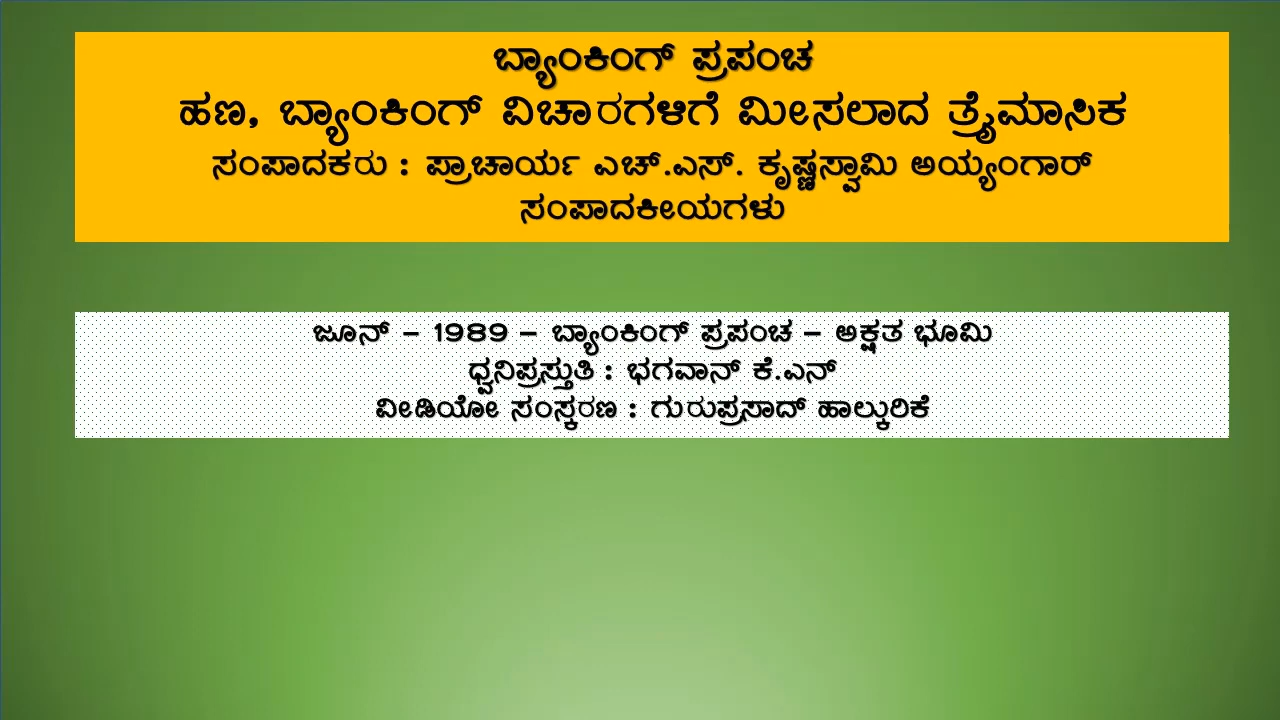 ಬ್ಯಾಂಕಿಂಗ್ ಪ್ರಪಂಚ
ಹಣ, ಬ್ಯಾಂಕಿಂಗ್ ವಿಚಾರಗಳಿಗೆ ಮೀಸಲಾದ ತ್ರೈಮಾಸಿಕ
ಸಂಪಾದಕರು : ಪ್ರಾಚಾರ್ಯ ಎಚ್.ಎಸ್. ಕೃಷ್ಣಸ್ವಾಮಿ ಅಯ್ಯಂಗಾರ್
ಸಂಪಾದಕೀಯಗಳು
ಜೂನ್ – 1989 – ಬ್ಯಾಂಕಿಂಗ್ ಪ್ರಪಂಚ – ಅಕ್ಷತ ಭೂಮಿ
ಧ್ವನಿಪ್ರಸ್ತುತಿ : ಭಗವಾನ್ ಕೆ.ಎನ್
ವೀಡಿಯೋ ಸಂಸ್ಕರಣ : ಗುರುಪ್ರಸಾದ್ ಹಾಲ್ಕುರಿಕೆ